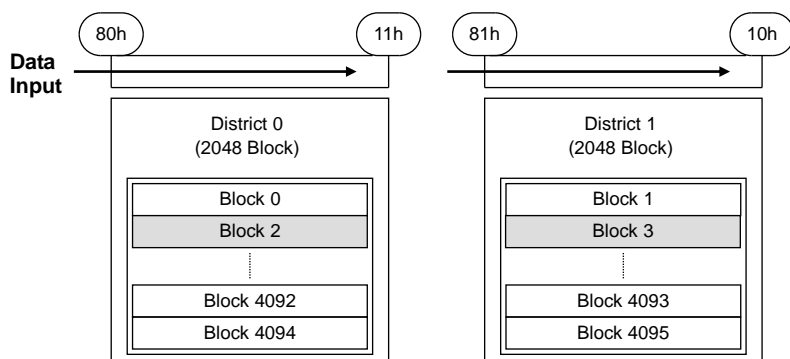 80h
11h
81h
10h
Data
Input
District 0
(2048 Block)
District 1
(2048 Block)
Block 0
Block 2
Block 4092
Block 4094
Block 1
Block 3
Block 4093
Block 4095